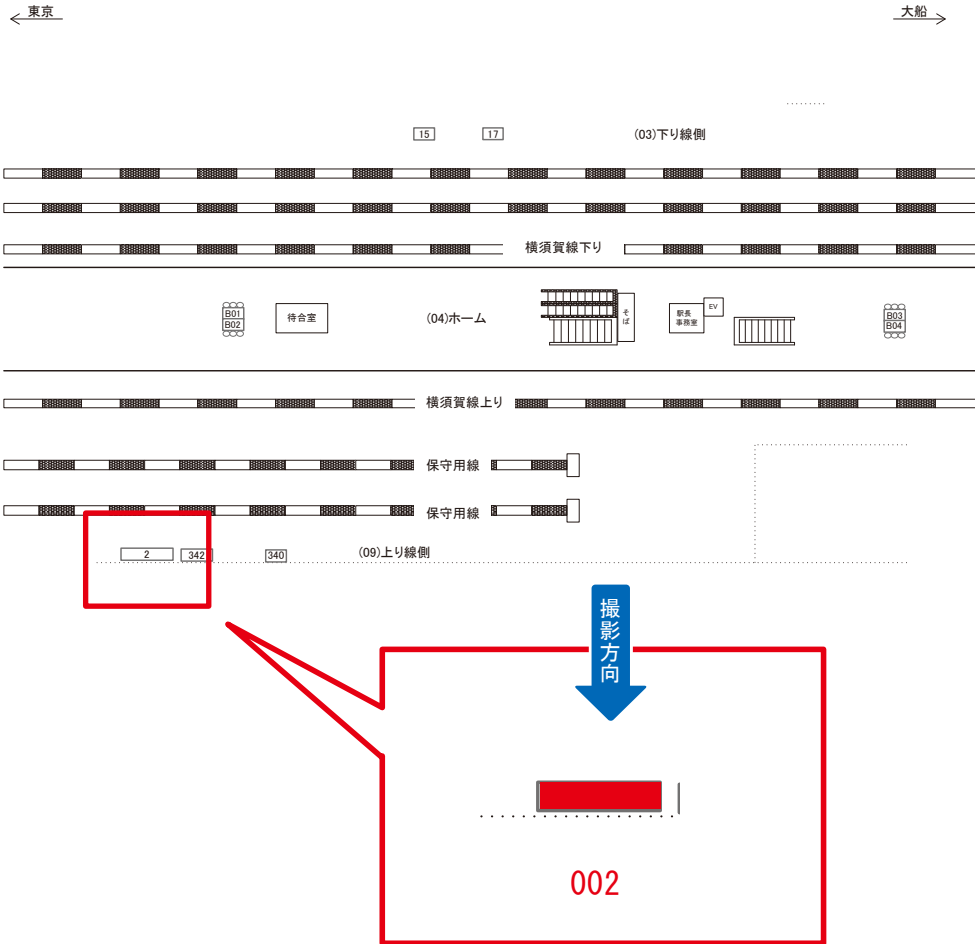 東京
大船
15
17
(03)下り線側
横須賀線下り
B01
B02
待合室
(04)ホーム
そば
駅長
事務室
EV
B03
B04
横須賀線上り
保守用線
保守用線
2
342
340
(09)上り線側
撮影方向
002